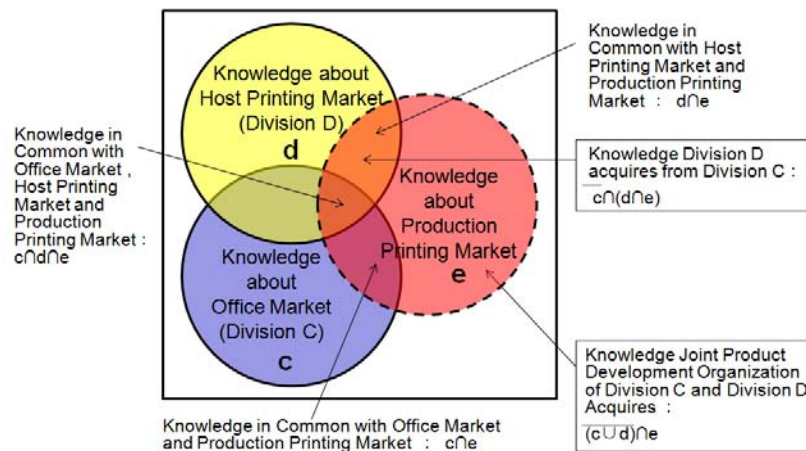 Knowledge about
Host Printing Market
(Division D)
d
Knowledge
about
Production
Printing Market
e
Knowledge
about
Office Market
(Division C)
c
Knowledge in
Common with
Office Market ,
Host Printing
Market and
Production
Printing Market :
c∩d∩e
Knowledge in
Common with Host
Printing Market and
Production Printing
Market : d∩e
Knowledge Division D
acquires from Division C :
c̅∩(d∩e)
Knowledge Joint Product
Development Organization
of Division C and Division D
Acquires :
(c∪d)̅∩e
Knowledge in Common with Office Market
and Production Printing Market : c∩e